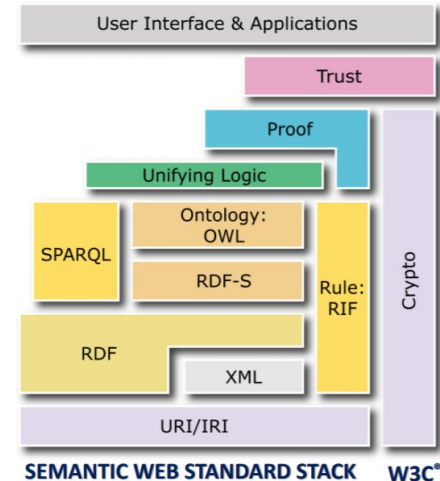 User Interface & Applications
Trust
Proof
Unifying Logic
SPARQL
Ontology:
OWL
RDF-S
Rule:
RIF
Crypto
RDF
XML
URI/IRI
SEMANTIC WEB STANDARD STACK
W3C®